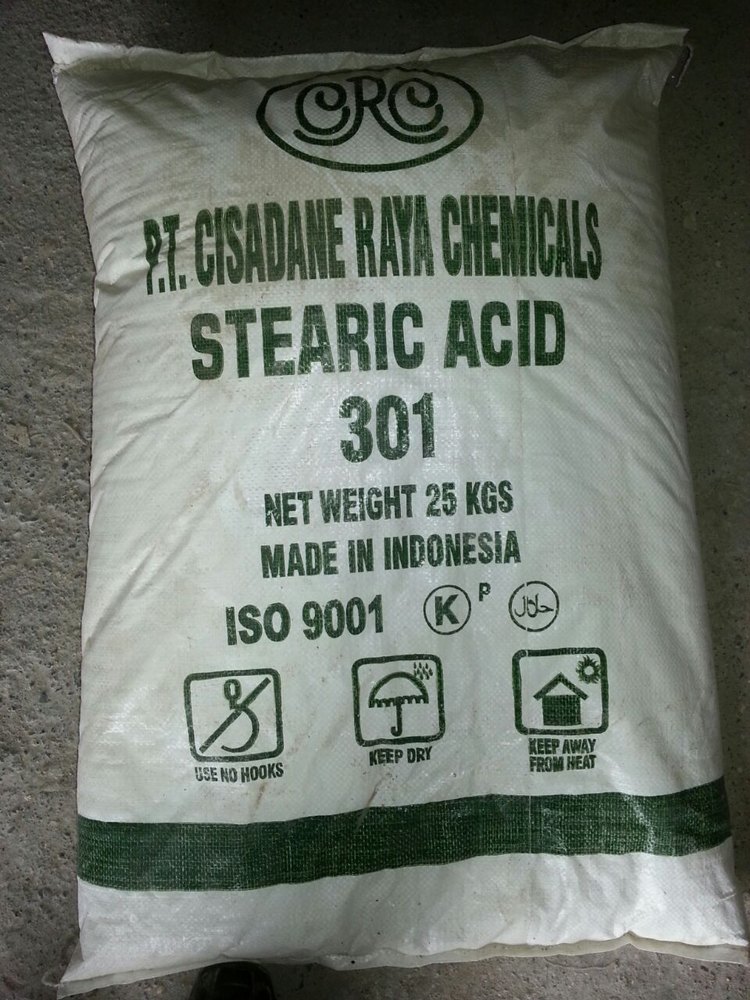 CRC
P.T. CISADANE RAYA CHEMICALS
STEARIC ACID
301
NET WEIGHT 25 KGS
MADE IN INDONESIA
ISO 9001 K P حلال
USE NO HOOKS
KEEP DRY
KEEP AWAY
FROM HEAT